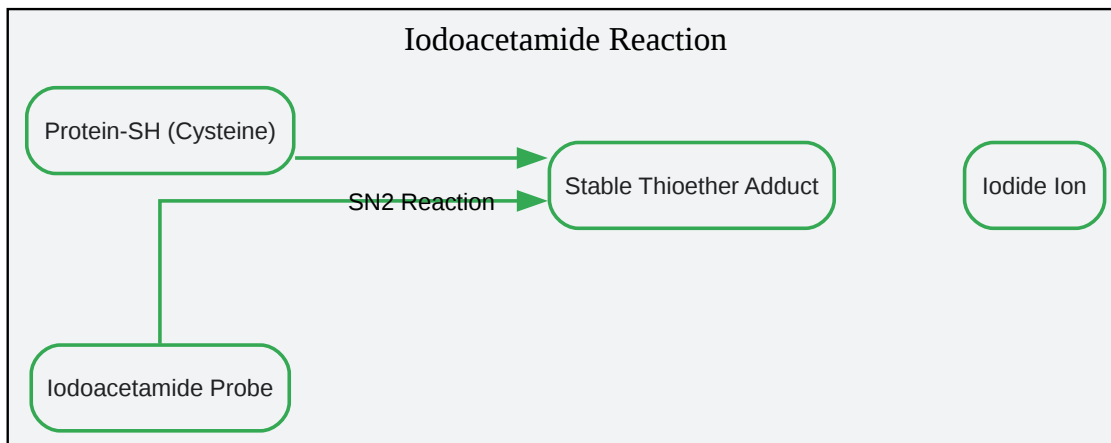 Iodoacetamide Reaction
Protein-SH (Cysteine)
Stable Thioether Adduct
Iodide Ion
SN2 Reaction
Iodoacetamide Probe